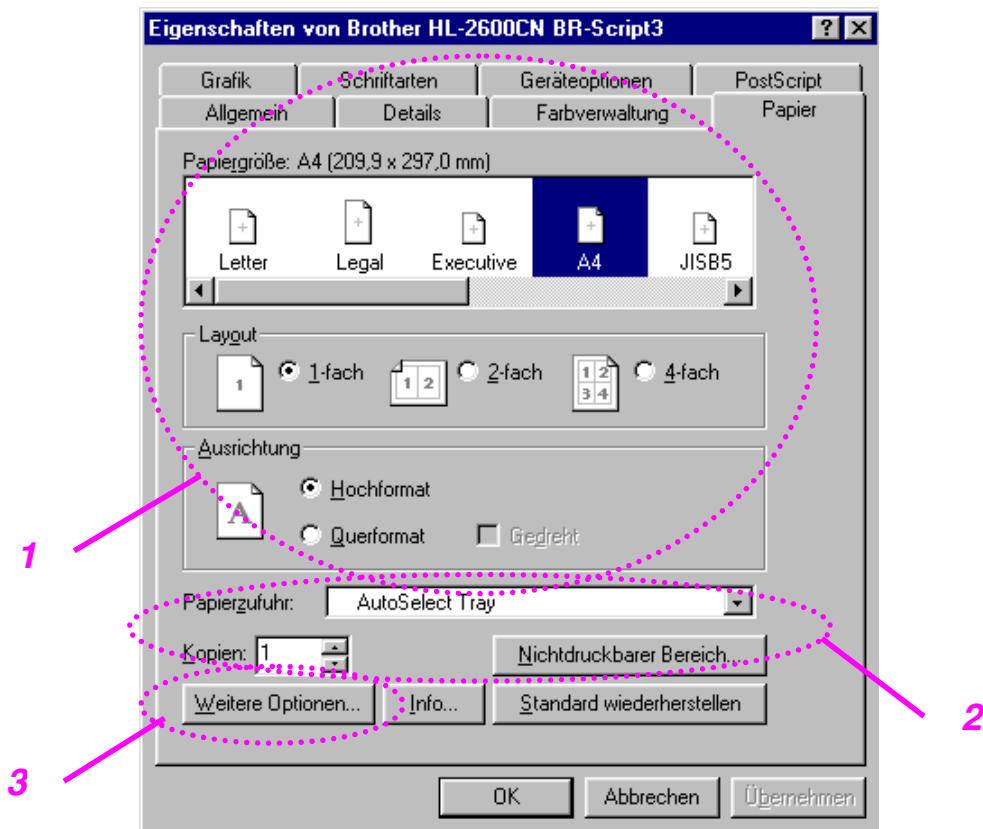 Eigenschaften von Brother HL-2600CN BR-Script3
Grafik Schriftarten Geräteoptionen PostScript
Allgemein Details Farbverwaltung Papier
Papiergröße: A4 (209,9 x 297,0 mm)
Letter Legal Executive A4 JISB5
Layout
1 1-fach 1 2 2-fach 1 2 4-fach
3 4
Ausrichtung
A Hochformat
Querformat Gedreht
1
Papierzufuhr: AutoSelect Tray
Kopien: 1 Nichtdruckbarer Bereich...
Weitere Optionen... Info... Standard wiederherstellen
2
3
OK Abbrechen Übernehmen